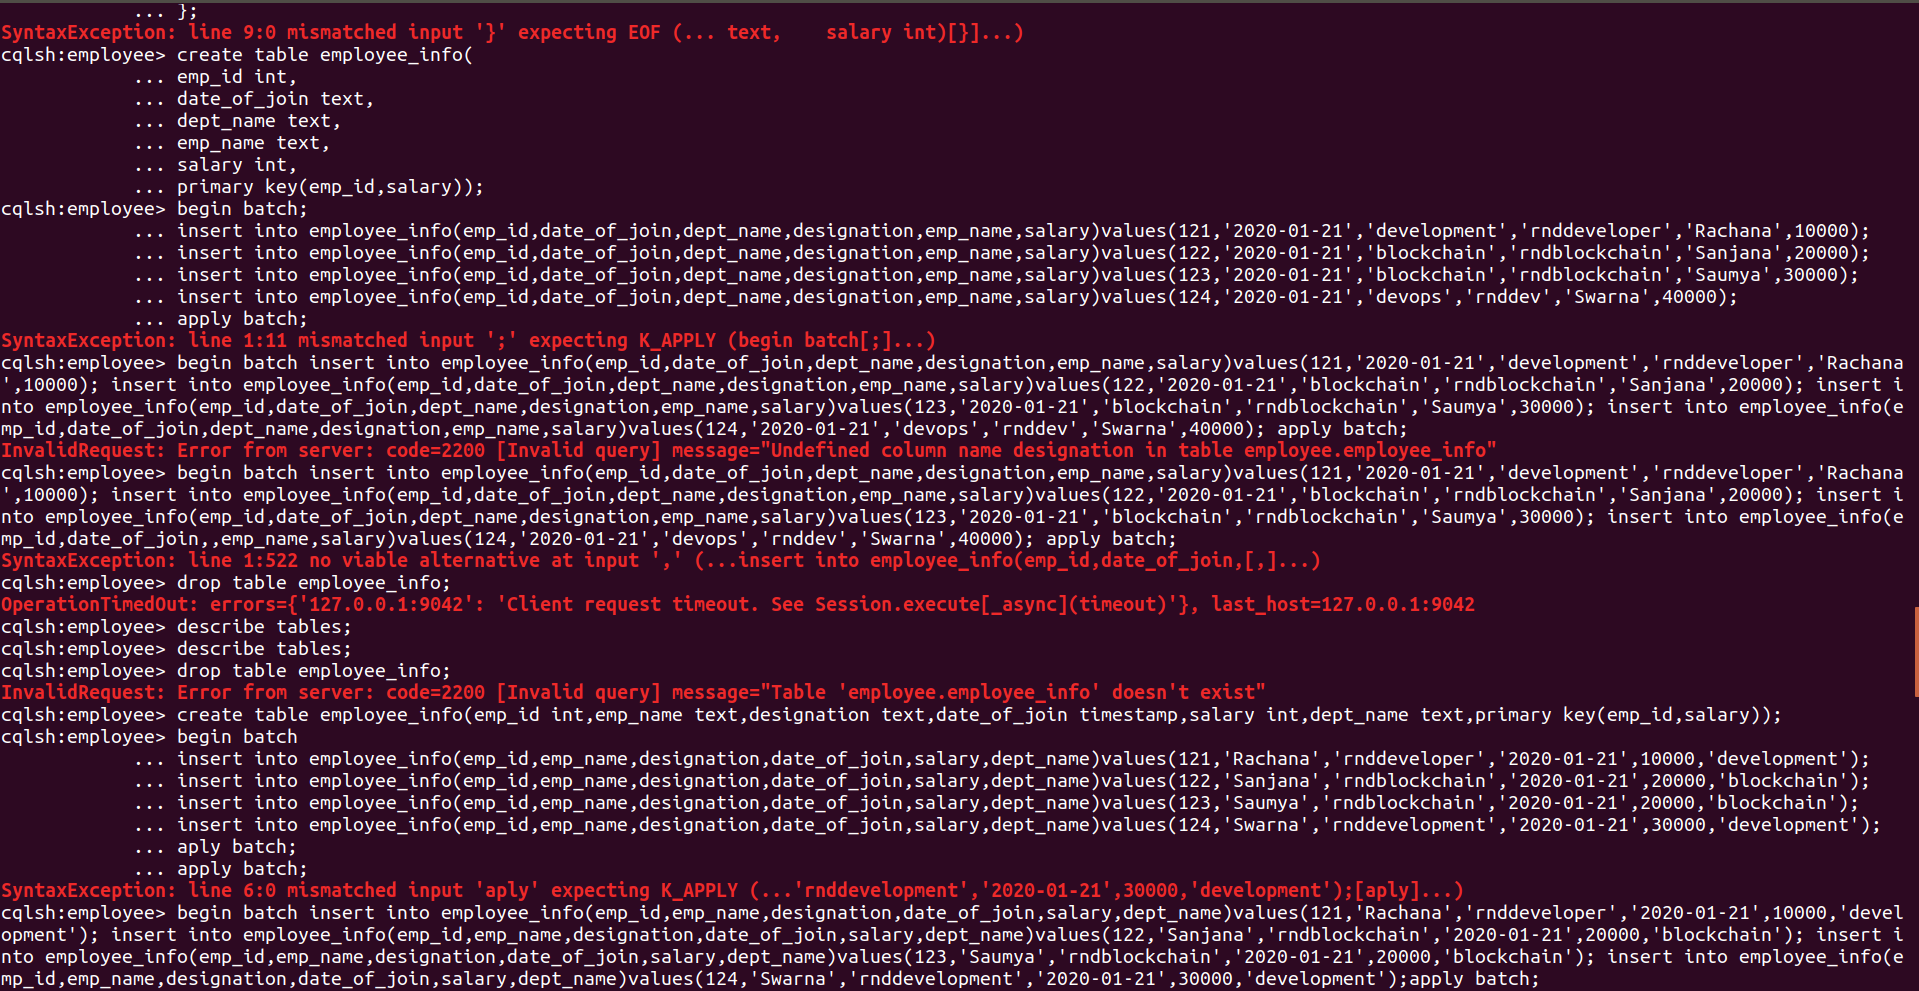 ... };
SyntaxException: line 9:0 mismatched input '}' expecting EOF (... text,    salary int)[}]...)
cqlsh:employee> create table employee_info(
... emp_id int,
... date_of_join text,
... dept_name text,
... emp_name text,
... salary int,
... primary key(emp_id,salary));
cqlsh:employee> begin batch;
... insert into employee_info(emp_id,date_of_join,dept_name,designation,emp_name,salary)values(121,'2020-01-21','development','rnddeveloper','Rachana',10000);
... insert into employee_info(emp_id,date_of_join,dept_name,designation,emp_name,salary)values(122,'2020-01-21','blockchain','rndblockchain','Sanjana',20000);
... insert into employee_info(emp_id,date_of_join,dept_name,designation,emp_name,salary)values(123,'2020-01-21','blockchain','rndblockchain','Saumya',30000);
... insert into employee_info(emp_id,date_of_join,dept_name,designation,emp_name,salary)values(124,'2020-01-21','devops','rnddev','Swarna',40000);
... apply batch;
SyntaxException: line 1:11 mismatched input ';' expecting K_APPLY (begin batch[;]...)
cqlsh:employee> begin batch insert into employee_info(emp_id,date_of_join,dept_name,designation,emp_name,salary)values(121,'2020-01-21','development','rnddeveloper','Rachana
',10000); insert into employee_info(emp_id,date_of_join,dept_name,designation,emp_name,salary)values(122,'2020-01-21','blockchain','rndblockchain','Sanjana',20000); insert i
nto employee_info(emp_id,date_of_join,dept_name,designation,emp_name,salary)values(123,'2020-01-21','blockchain','rndblockchain','Saumya',30000); insert into employee_info(e
mp_id,date_of_join,dept_name,designation,emp_name,salary)values(124,'2020-01-21','devops','rnddev','Swarna',40000); apply batch;
InvalidRequest: Error from server: code=2200 [Invalid query] message="Undefined column name designation in table employee.employee_info"
cqlsh:employee> begin batch insert into employee_info(emp_id,date_of_join,dept_name,designation,emp_name,salary)values(121,'2020-01-21','development','rnddeveloper','Rachana
',10000); insert into employee_info(emp_id,date_of_join,dept_name,designation,emp_name,salary)values(122,'2020-01-21','blockchain','rndblockchain','Sanjana',20000); insert i
nto employee_info(emp_id,date_of_join,dept_name,designation,emp_name,salary)values(123,'2020-01-21','blockchain','rndblockchain','Saumya',30000); insert into employee_info(e
mp_id,date_of_join,,emp_name,salary)values(124,'2020-01-21','devops','rnddev','Swarna',40000); apply batch;
SyntaxException: line 1:522 no viable alternative at input ',' (...insert into employee_info(emp_id,date_of_join,[,]...)
cqlsh:employee> drop table employee_info;
OperationTimedOut: errors={'127.0.0.1:9042': 'Client request timeout. See Session.execute[_async](timeout)'}, last_host=127.0.0.1:9042
cqlsh:employee> describe tables;
cqlsh:employee> describe tables;
cqlsh:employee> drop table employee_info;
InvalidRequest: Error from server: code=2200 [Invalid query] message="Table 'employee.employee_info' doesn't exist"
cqlsh:employee> create table employee_info(emp_id int,emp_name text,designation text,date_of_join timestamp,salary int,dept_name text,primary key(emp_id,salary));
cqlsh:employee> begin batch
... insert into employee_info(emp_id,emp_name,designation,date_of_join,salary,dept_name)values(121,'Rachana','rnddeveloper','2020-01-21',10000,'development');
... insert into employee_info(emp_id,emp_name,designation,date_of_join,salary,dept_name)values(122,'Sanjana','rndblockchain','2020-01-21',20000,'blockchain');
... insert into employee_info(emp_id,emp_name,designation,date_of_join,salary,dept_name)values(123,'Saumya','rndblockchain','2020-01-21',20000,'blockchain');
... insert into employee_info(emp_id,emp_name,designation,date_of_join,salary,dept_name)values(124,'Swarna','rnddevelopment','2020-01-21',30000,'development');
... aply batch;
... apply batch;
SyntaxException: line 6:0 mismatched input 'aply' expecting K_APPLY (...'rnddevelopment','2020-01-21',30000,'development');[aply]...)
cqlsh:employee> begin batch insert into employee_info(emp_id,emp_name,designation,date_of_join,salary,dept_name)values(121,'Rachana','rnddeveloper','2020-01-21',10000,'devel
opment'); insert into employee_info(emp_id,emp_name,designation,date_of_join,salary,dept_name)values(122,'Sanjana','rndblockchain','2020-01-21',20000,'blockchain'); insert i
nto employee_info(emp_id,emp_name,designation,date_of_join,salary,dept_name)values(123,'Saumya','rndblockchain','2020-01-21',20000,'blockchain'); insert into employee_info(e
mp_id,emp_name,designation,date_of_join,salary,dept_name)values(124,'Swarna','rnddevelopment','2020-01-21',30000,'development');apply batch;